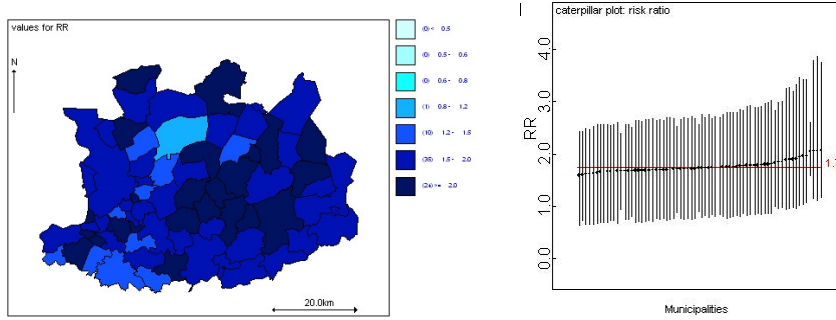 values for RR
N
(0) < 0.5
(0) 0.5 - 0.6
(0) 0.6 - 0.8
(1) 0.8 - 1.2
(10) 1.2 - 1.5
(35) 1.5 - 2.0
>= 2.0
20.0km
caterpillar plot: risk ratio
4.0
3.0
2.0
1.0
0.0
RR
Municipalities